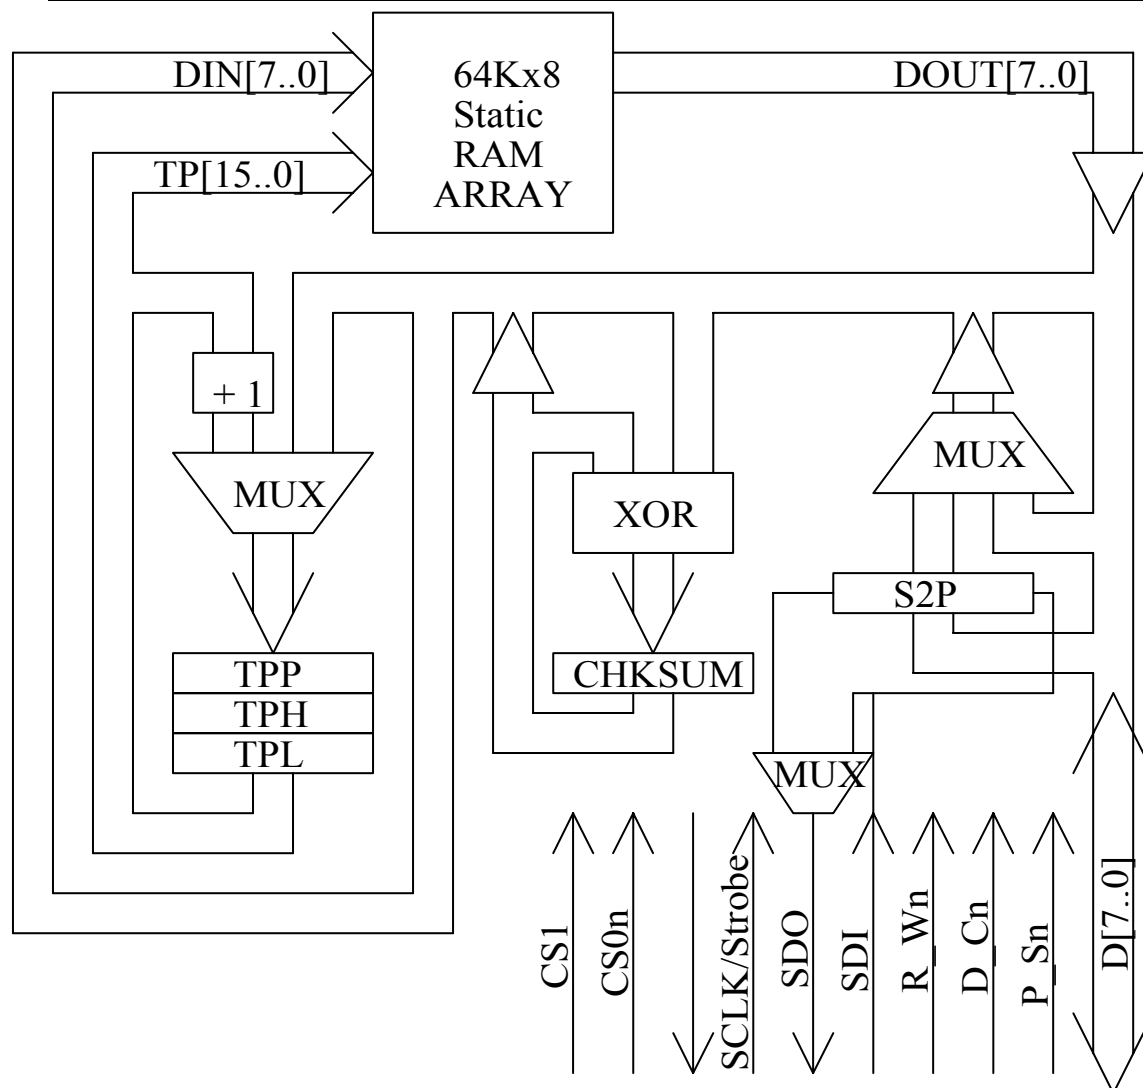 DIN[7..0]
64Kx8
Static
RAM
ARRAY
DOUT[7..0]
TP[15..0]
+ 1
MUX
MUX
XOR
S2P
TPP
TPH
TPL
CHKSUM
MUX
CS1
CS0n
SCLK/Strobe
SDO
SDI
R_Wn
D_Cn
P_Sn
D[7..0]